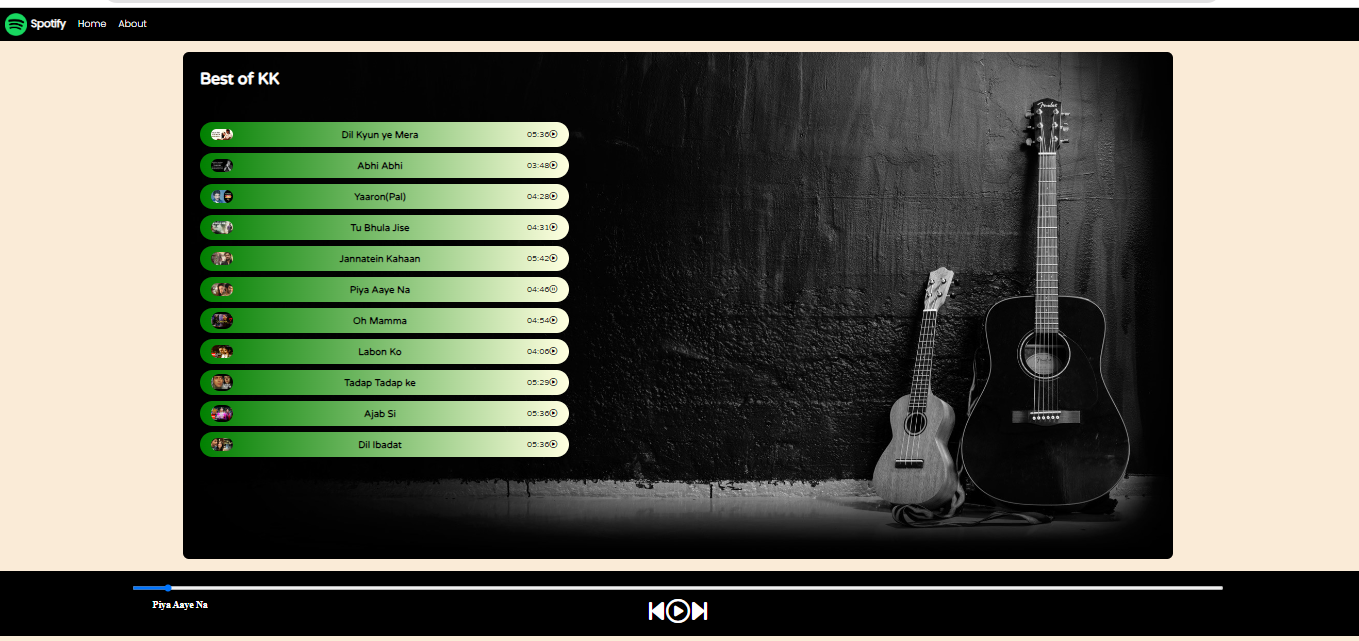 Spotify Home About
Best of KK
Dil Kyun ye Mera 05:36
Abhi Abhi 03:48
Yaaron(Pal) 04:28
Tu Bhula Jise 04:31
Jannatein Kahaan 05:42
Piya Aaye Na 04:46
Oh Mamma 04:54
Labon Ko 04:06
Tadap Tadap ke 05:29
Ajab Si 05:36
Dil Ibadat 05:36
Fender
Piya Aaye Na